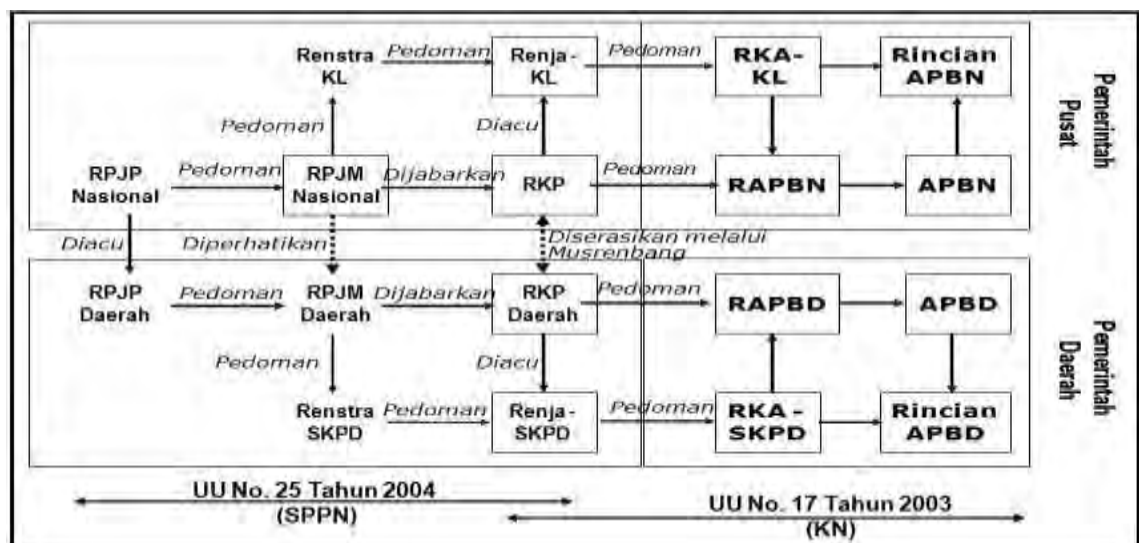 Renstra
KL
Pedoman
Renja-
KL
Pedoman
RKA-
KL
Rincian
APBN
Pemerintah
Pusat
Pedoman
Diacu
RPJP
Nasional
Pedoman
RPJM
Nasional
Dijabarkan
RKP
Pedoman
RAPBN
APBN
Diacu
Diperhatikan
Diserasikan melalui
Musrenbang
RPJP
Daerah
Pedoman
RPJM
Daerah
Dijabarkan
RKP
Daerah
Pedoman
RAPBD
APBD
Pemerintah
Daerah
Pedoman
Diacu
Renstra
SKPD
Pedoman
Renja-
SKPD
Pedoman
RKA -
SKPD
Rincian
APBD
UU No. 25 Tahun 2004
(SPPN)
UU No. 17 Tahun 2003
(KN)